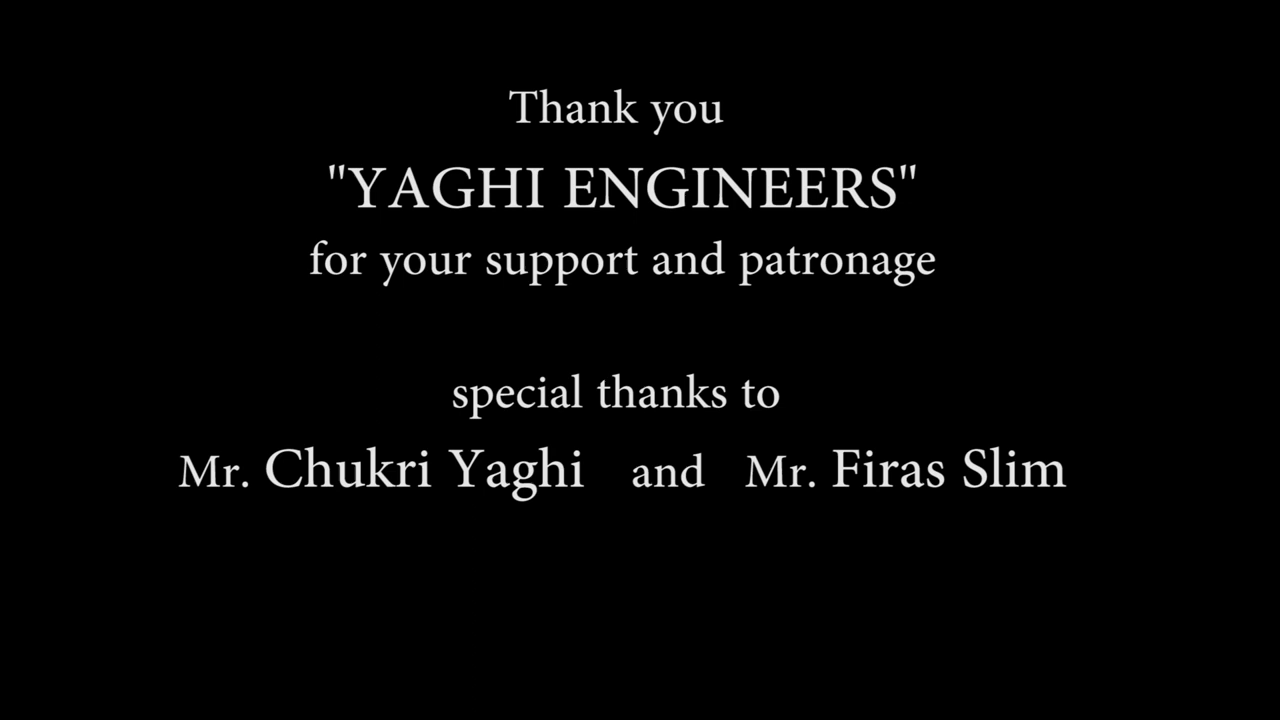 Thank you
"YAGHI ENGINEERS"
for your support and patronage
special thanks to
Mr. Chukri Yaghi and Mr. Firas Slim